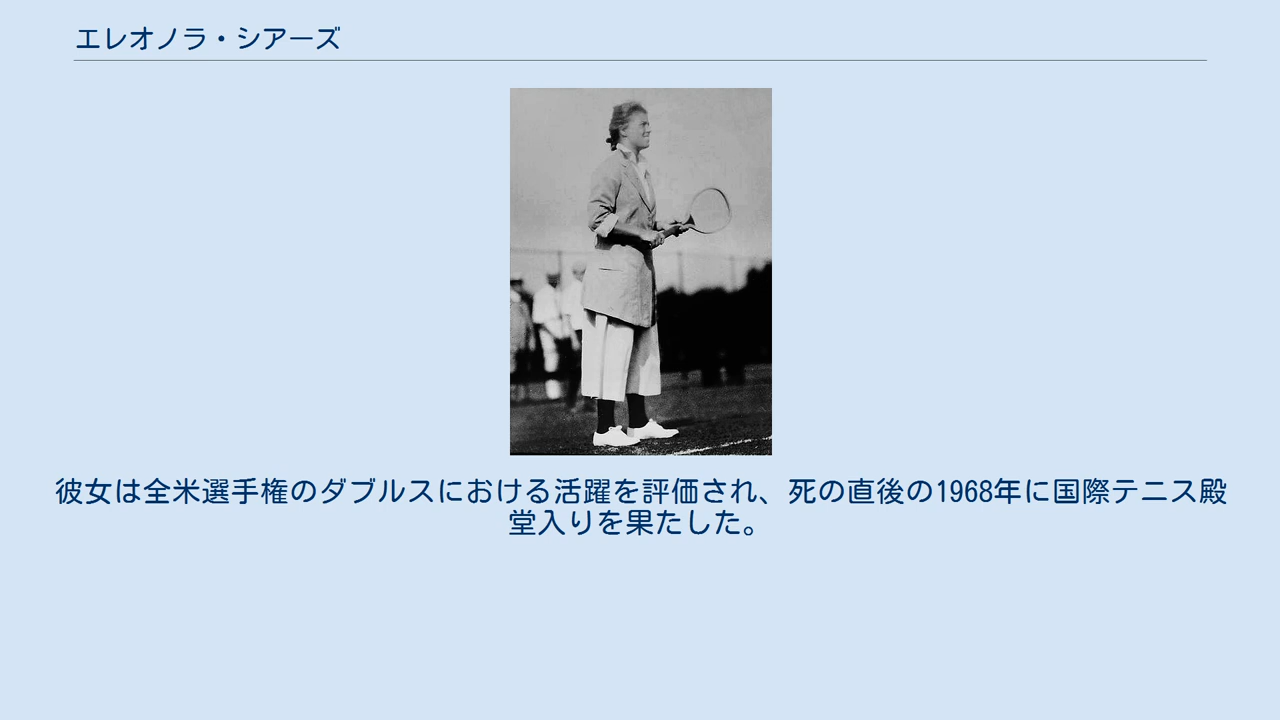 エレオノラ・シアーズ
彼女は全米選手権のダブルスにおける活躍を評価され、死の直後の1968年に国際テニス殿
堂入りを果たした。